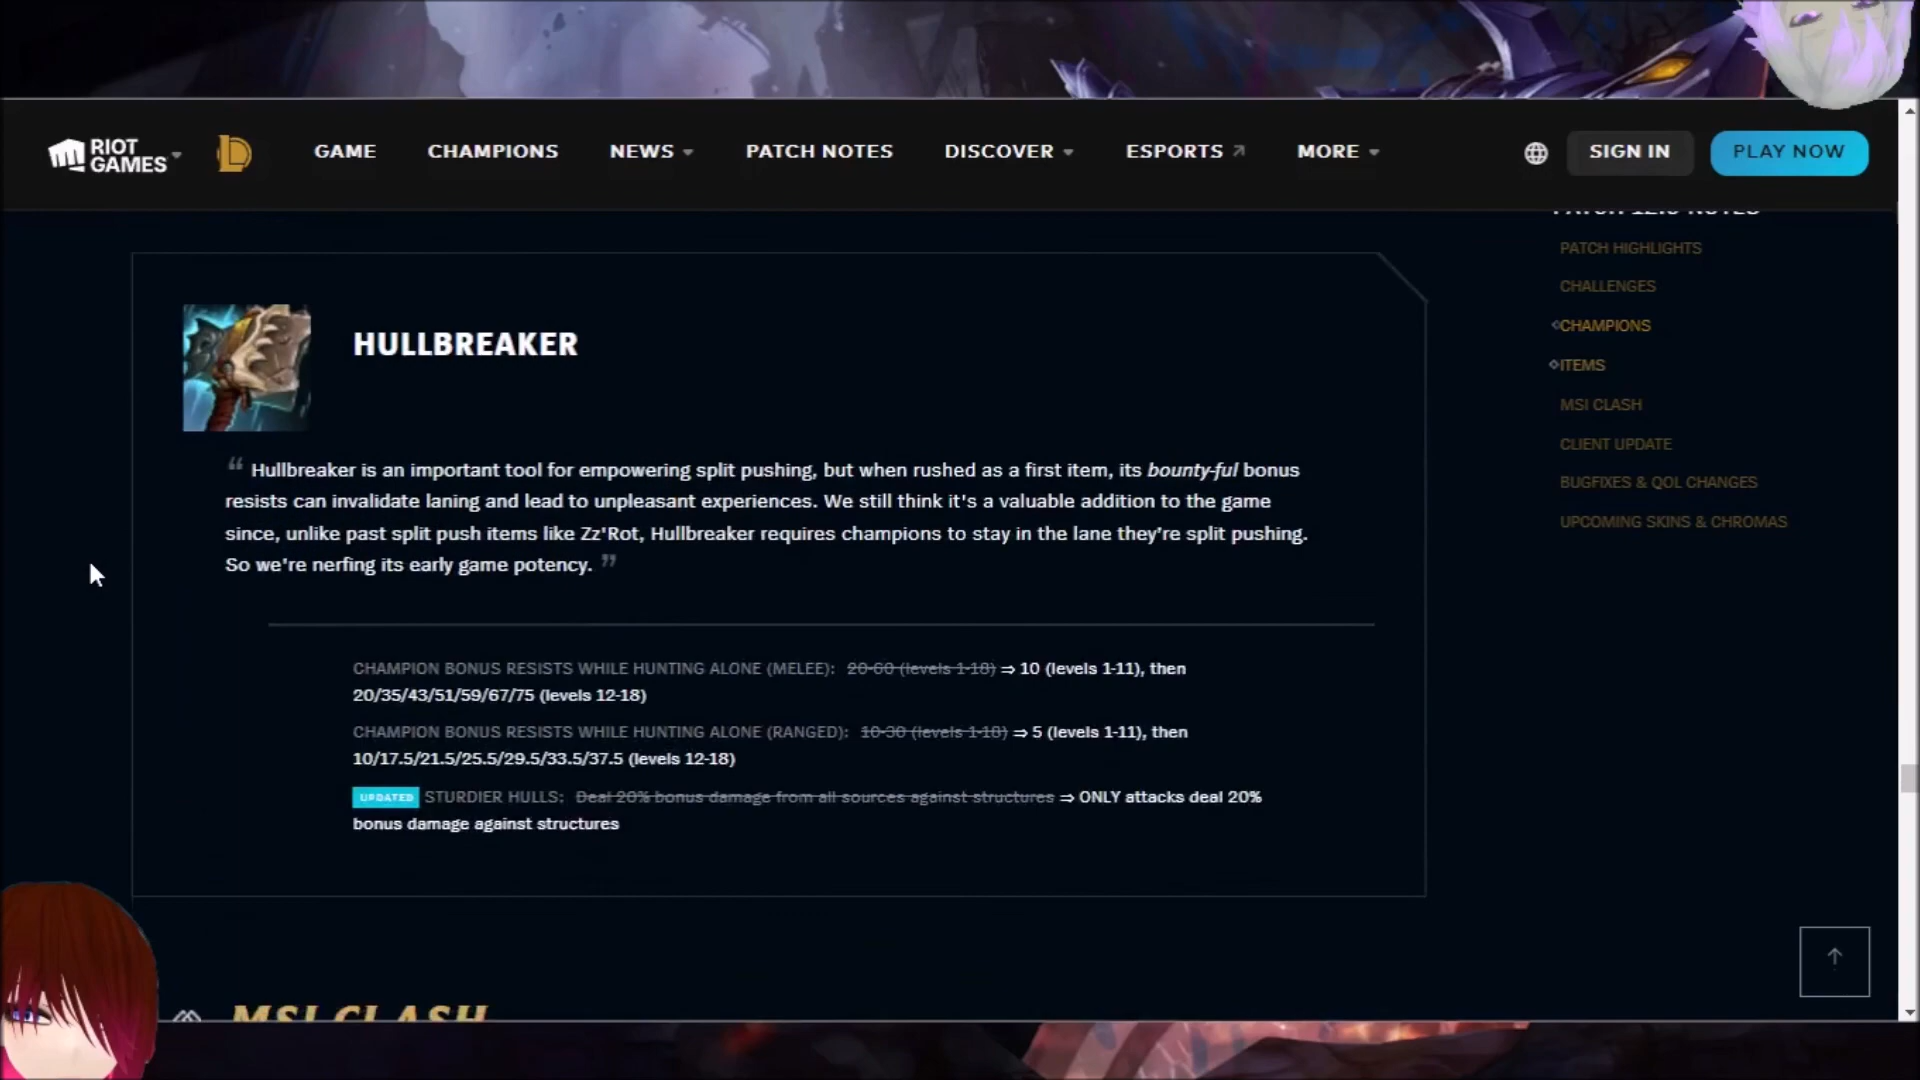 RIOT
GAMES
GAME
CHAMPIONS
NEWS
PATCH NOTES
DISCOVER
ESPORTS
MORE
SIGN IN
PLAY NOW
PATCH HIGHLIGHTS
CHALLENGES
CHAMPIONS
ITEMS
MSI CLASH
CLIENT UPDATE
BUGFIXES & QOL CHANGES
UPCOMING SKINS & CHROMAS
HULLBREAKER
“ Hullbreaker is an important tool for empowering split pushing, but when rushed as a first item, its bounty-ful bonus
resists can invalidate laning and lead to unpleasant experiences. We still think it's a valuable addition to the game
since, unlike past split push items like Zz'Rot, Hullbreaker requires champions to stay in the lane they're split pushing.
So we're nerfing its early game potency. ”
CHAMPION BONUS RESISTS WHILE HUNTING ALONE (MELEE): 20-60 (levels 1-18) ⇒ 10 (levels 1-11), then
20/35/43/51/59/67/75 (levels 12-18)
CHAMPION BONUS RESISTS WHILE HUNTING ALONE (RANGED): 10-30 (levels 1-18) ⇒ 5 (levels 1-11), then
10/17.5/21.5/25.5/29.5/33.5/37.5 (levels 12-18)
UPDATED STURDIER HULLS: Deal 20% bonus damage from all sources against structures ⇒ ONLY attacks deal 20%
bonus damage against structures
MSI CLASH